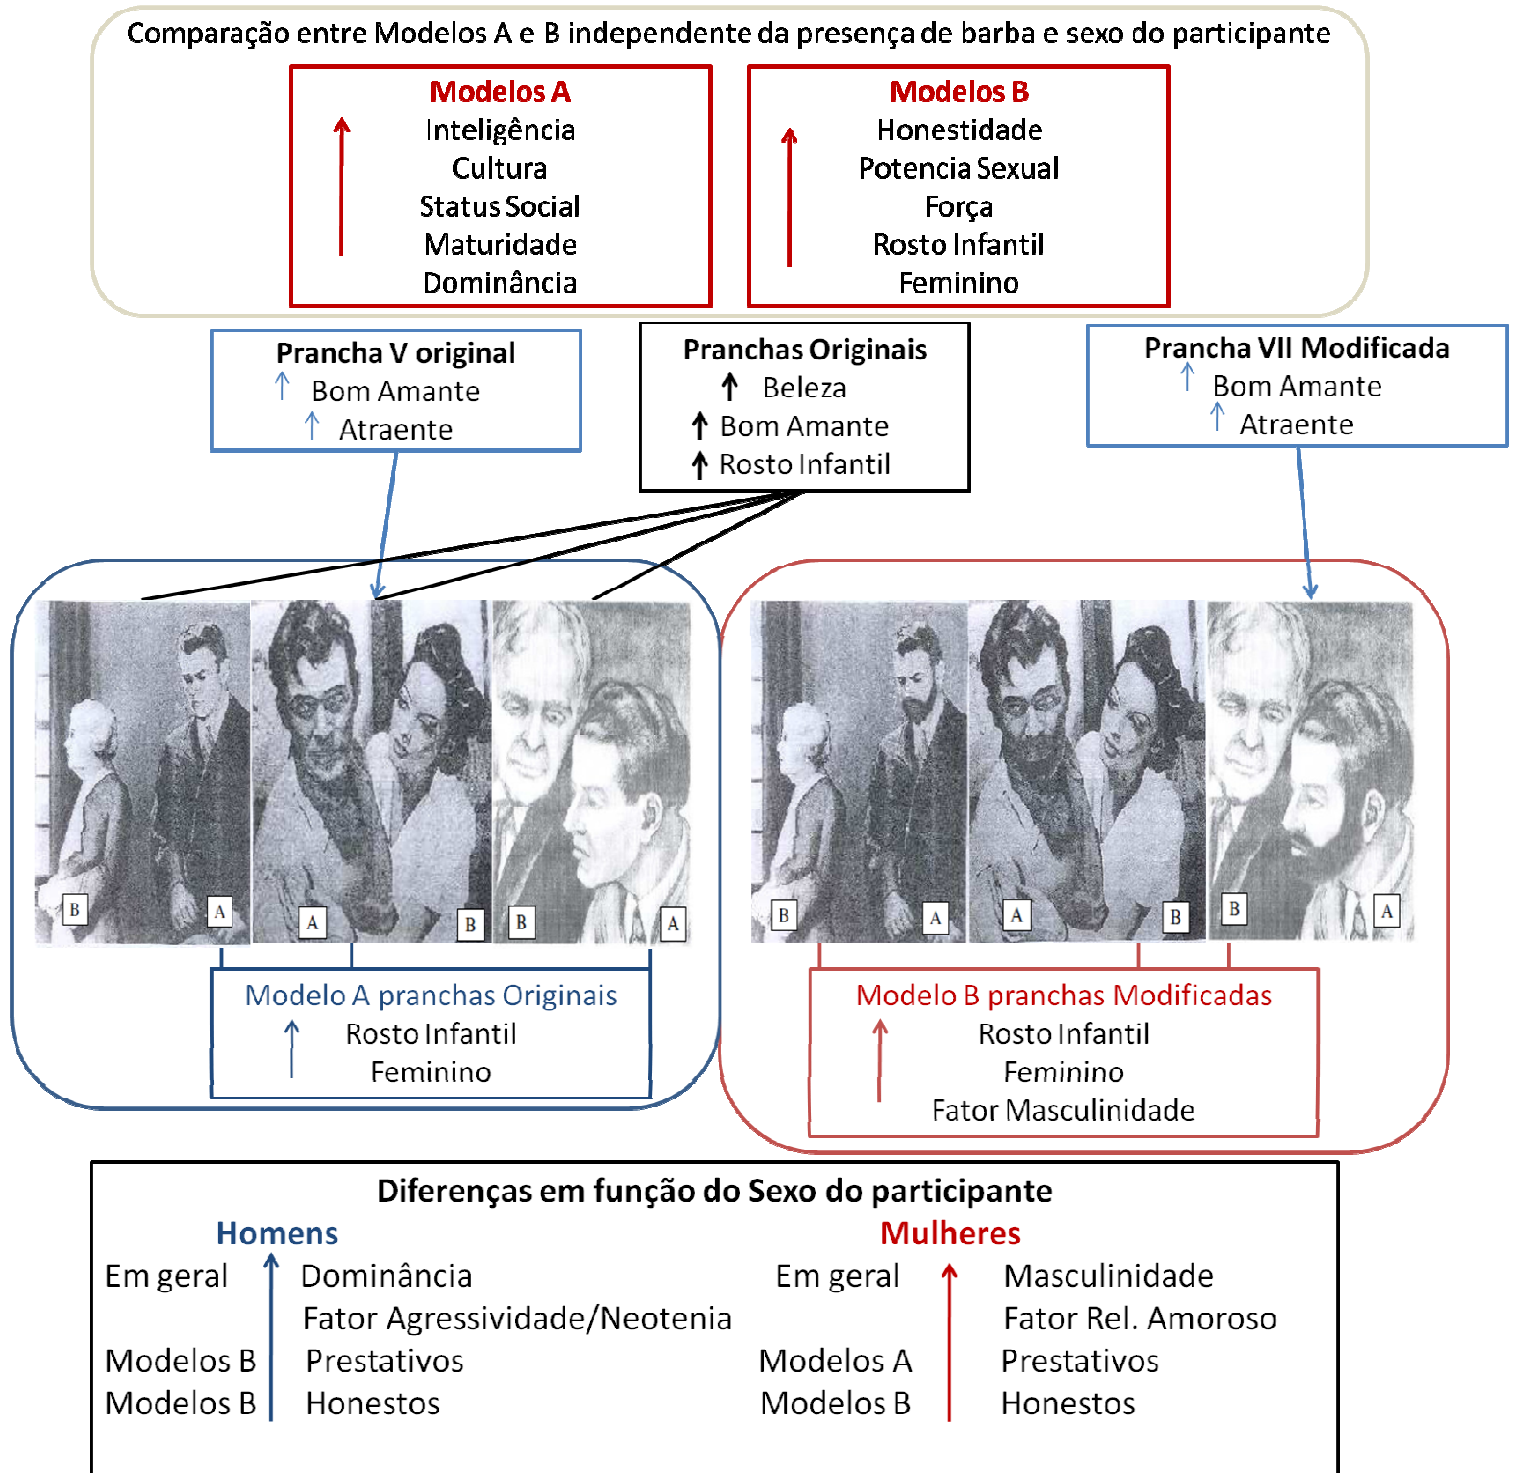 Comparação entre Modelos A e B independente da presença de barba e sexo do participante
Modelos A
Inteligência
Cultura
Status Social
Maturidade
Dominância
Modelos B
Honestidade
Potencia Sexual
Força
Rosto Infantil
Feminino
Prancha V original
Bom Amante
Atraente
Pranchas Originais
Beleza
Bom Amante
Rosto Infantil
Prancha VII Modificada
Bom Amante
Atraente
B
A
A
B
B
A
B
A
A
B
B
A
Modelo A pranchas Originais
Rosto Infantil
Feminino
Modelo B pranchas Modificadas
Rosto Infantil
Feminino
Fator Masculinidade
Diferenças em função do Sexo do participante
Homens
Em geral Dominância
Fator Agressividade/Neotenia
Modelos B Prestativos
Modelos B Honestos
Mulheres
Em geral Masculinidade
Fator Rel. Amoroso
Modelos A Prestativos
Modelos B Honestos